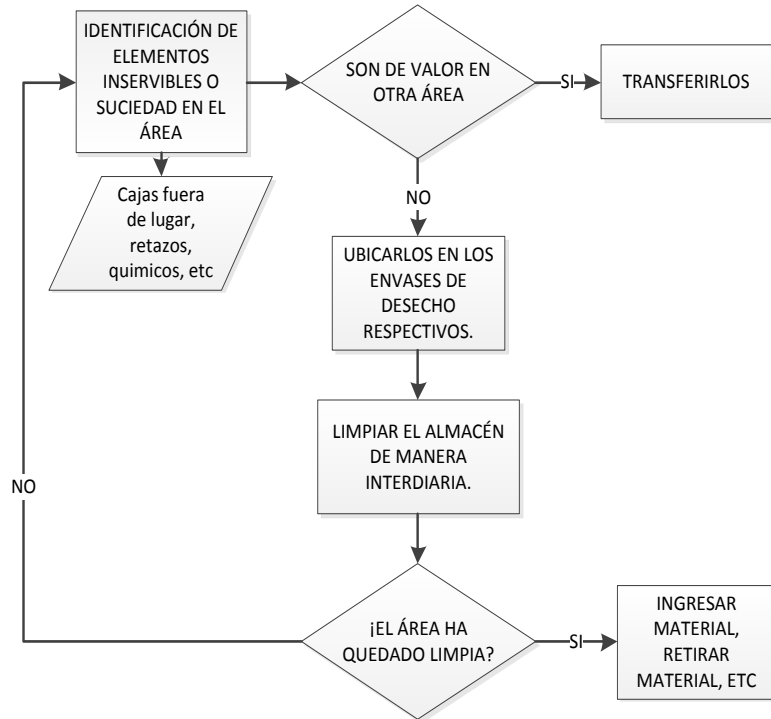 IDENTIFICACIÓN DE
ELEMENTOS
INSERVIBLES O
SUCIEDAD EN EL
ÁREA
SON DE VALOR EN
OTRA ÁREA
SI
TRANSFERIRLOS
Cajas fuera
de lugar,
retazos,
quimicos, etc
NO
UBICARLOS EN LOS
ENVASES DE
DESECHO
RESPECTIVOS.
LIMPIAR EL ALMACÉN
DE MANERA
INTERDIARIA.
NO
¡EL ÁREA HA
QUEDADO LIMPIA?
SI
INGRESAR
MATERIAL,
RETIRAR
MATERIAL, ETC